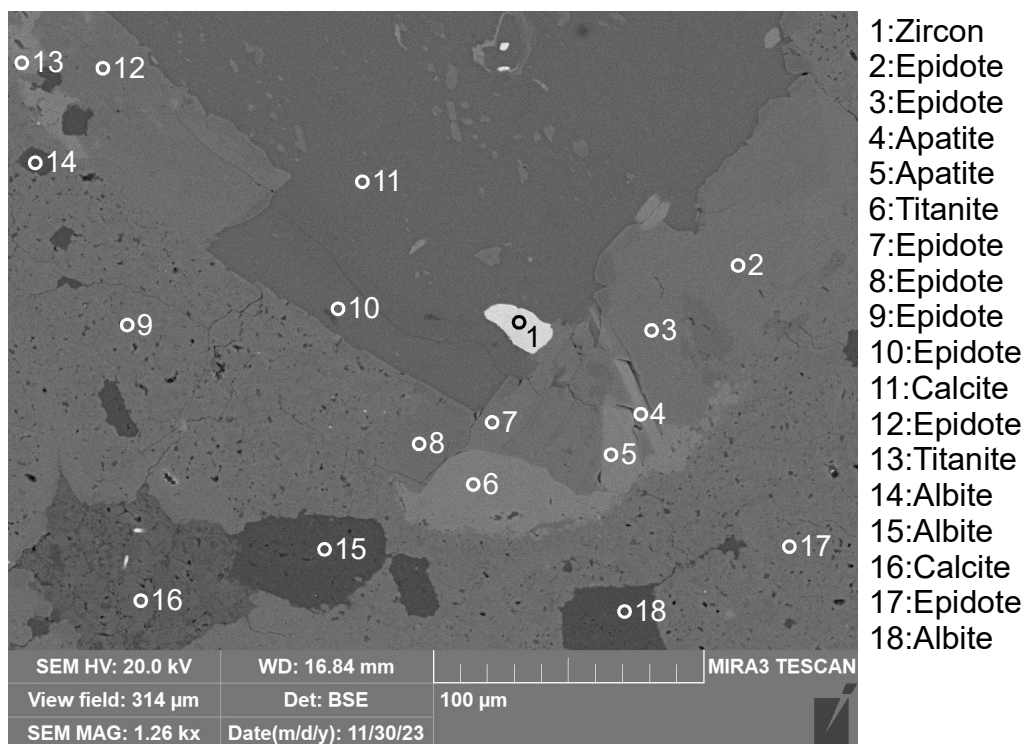 1:Zircon
2:Epidote
3:Epidote
4:Apatite
5:Apatite
6:Titanite
7:Epidote
8:Epidote
9:Epidote
10:Epidote
11:Calcite
12:Epidote
13:Titanite
14:Albite
15:Albite
16:Calcite
17:Epidote
18:Albite
13
12
14
11
2
10
9
1
3
4
7
8
5
6
15
17
16
18
SEM HV: 20.0 kV WD: 16.84 mm MIRA3 TESCAN
View field: 314 µm Det: BSE 100 µm
SEM MAG: 1.26 kx Date(m/d/y): 11/30/23